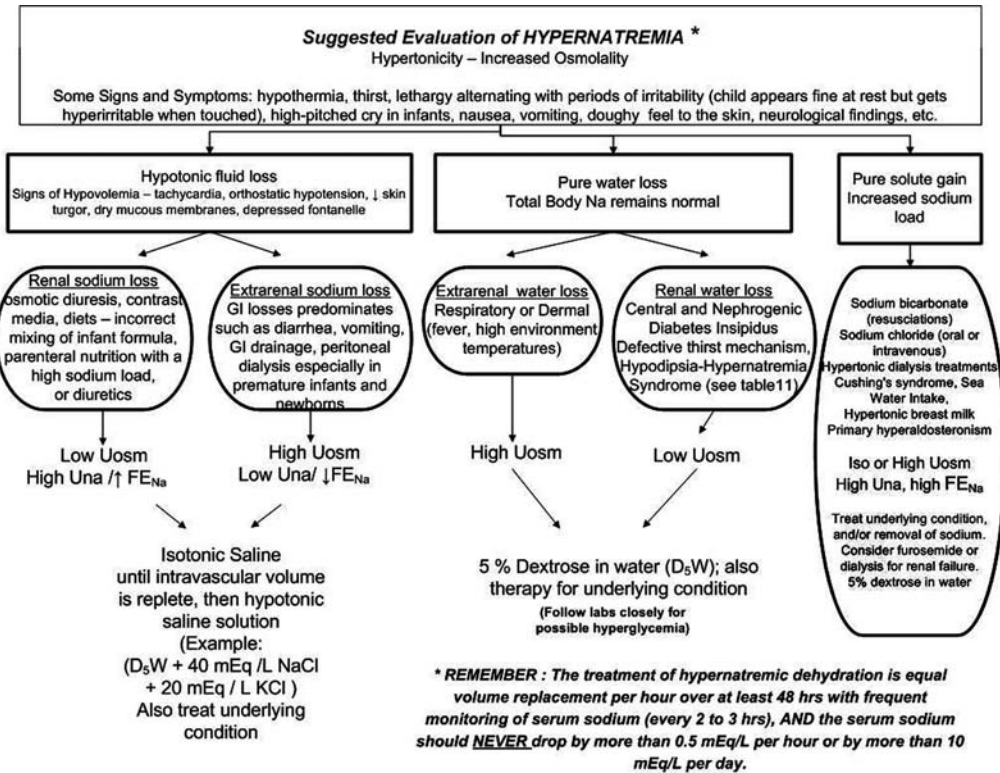 Suggested Evaluation of HYPERNATREMIA *
Hypertonicity – Increased Osmolality
Some Signs and Symptoms: hypothermia, thirst, lethargy alternating with periods of irritability (child appears fine at rest but gets
hyperirritable when touched), high-pitched cry in infants, nausea, vomiting, doughy feel to the skin, neurological findings, etc.
Hypotonic fluid loss
Signs of Hypovolemia – tachycardia, orthostatic hypotension, ↓ skin
turgor, dry mucous membranes, depressed fontanelle
Pure water loss
Total Body Na remains normal
Pure solute gain
Increased sodium
load
Renal sodium loss
osmotic diuresis, contrast
media, diets – incorrect
mixing of infant formula,
parenteral nutrition with a
high sodium load,
or diuretics
Extrarenal sodium loss
GI losses predominates
such as diarrhea, vomiting,
GI drainage, peritoneal
dialysis especially in
premature infants and
newborns
Extrarenal water loss
Respiratory or Dermal
(fever, high environment
temperatures)
Renal water loss
Central and Nephrogenic
Diabetes Insipidus
Defective thirst mechanism,
Hypodipsia-Hypernatremia
Syndrome (see table11)
Sodium bicarbonate
(resusciations)
Sodium chloride (oral or
intravenous)
Hypertonic dialysis treatments
Cushing's syndrome, Sea
Water Intake,
Hypertonic breast milk
Primary hyperaldosteronism
Iso or High Uosm
High Una, high FENa
Treat underlying condition,
and/or removal of sodium.
Consider furosemide or
dialysis for renal failure.
5% dextrose in water
Low Uosm
High Una /↑ FENa
High Uosm
Low Una/ ↓FENa
High Uosm
Low Uosm
Isotonic Saline
until intravascular volume
is replete, then hypotonic
saline solution
(Example:
(D5W + 40 mEq /L NaCl
+ 20 mEq / L KCl )
Also treat underlying
condition
5 % Dextrose in water (D5W); also
therapy for underlying condition
(Follow labs closely for
possible hyperglycemia)
* REMEMBER : The treatment of hypernatremic dehydration is equal
volume replacement per hour over at least 48 hrs with frequent
monitoring of serum sodium (every 2 to 3 hrs), AND the serum sodium
should NEVER drop by more than 0.5 mEq/L per hour or by more than 10
mEq/L per day.